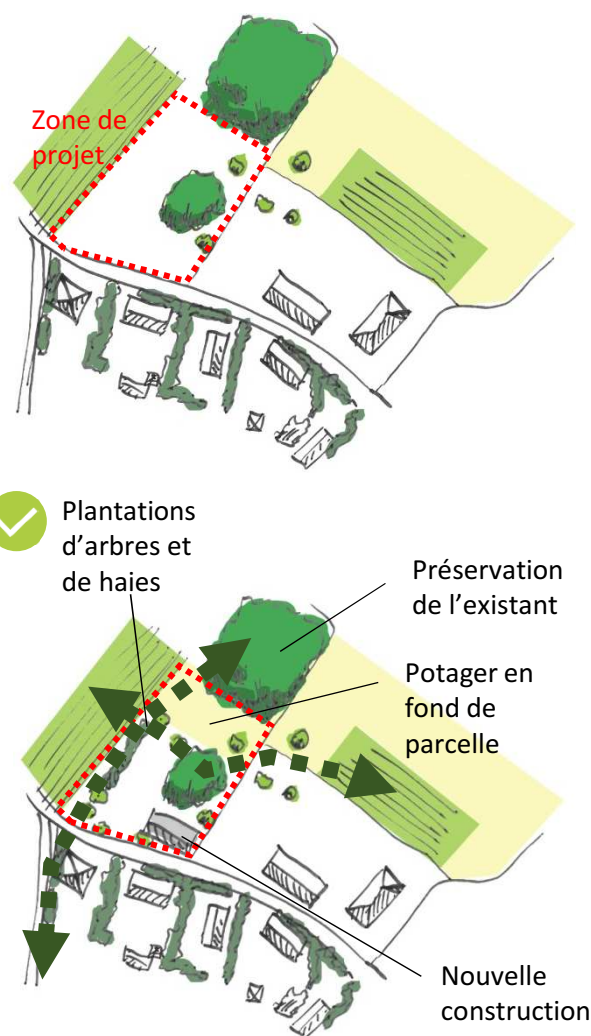 Zone de
projet
Plantations
d’arbres et
de haies
Préservation
de l’existant
Potager en
fond de
parcelle
Nouvelle
construction